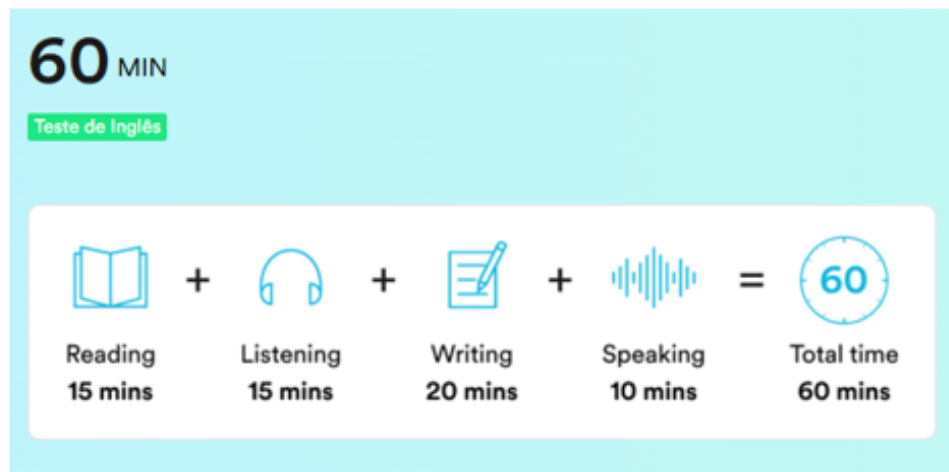 60 MIN
Teste de Inglês
+ + + = 60
Reading Listening Writing Speaking Total time
15 mins 15 mins 20 mins 10 mins 60 mins